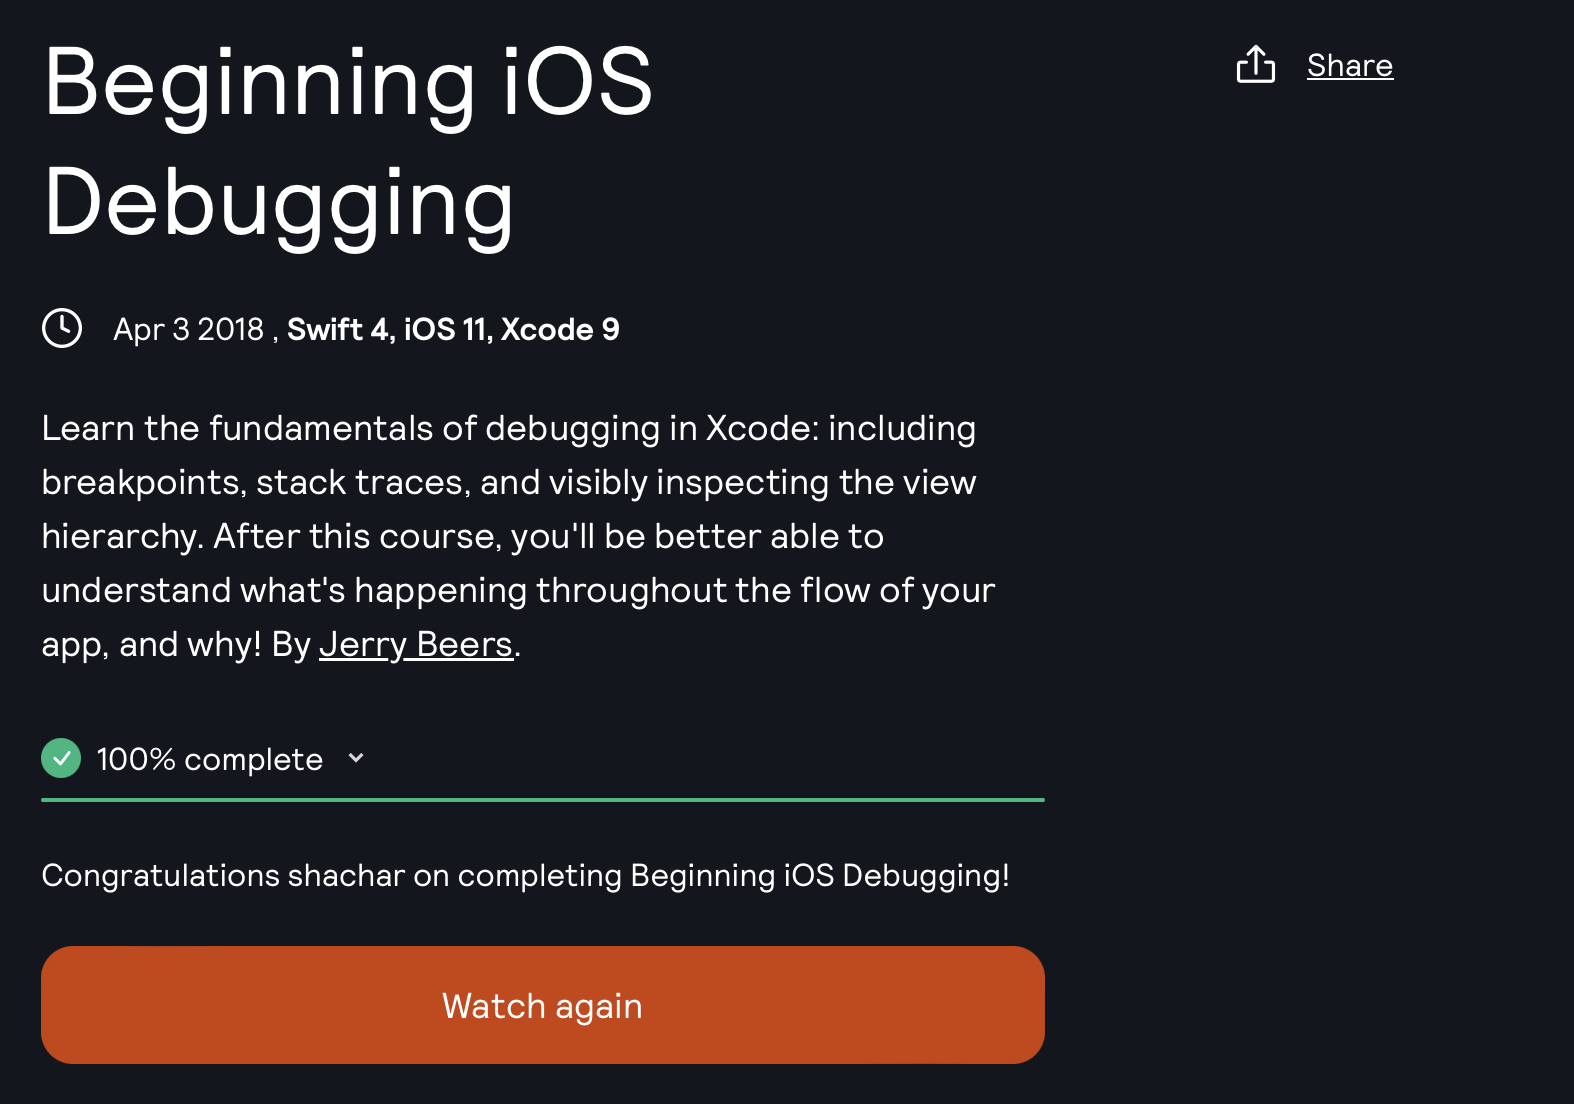 Beginning iOS
Debugging
Share
Apr 3 2018 , Swift 4, iOS 11, Xcode 9
Learn the fundamentals of debugging in Xcode: including
breakpoints, stack traces, and visibly inspecting the view
hierarchy. After this course, you'll be better able to
understand what's happening throughout the flow of your
app, and why! By Jerry Beers.
100% complete
Congratulations shachar on completing Beginning iOS Debugging!
Watch again